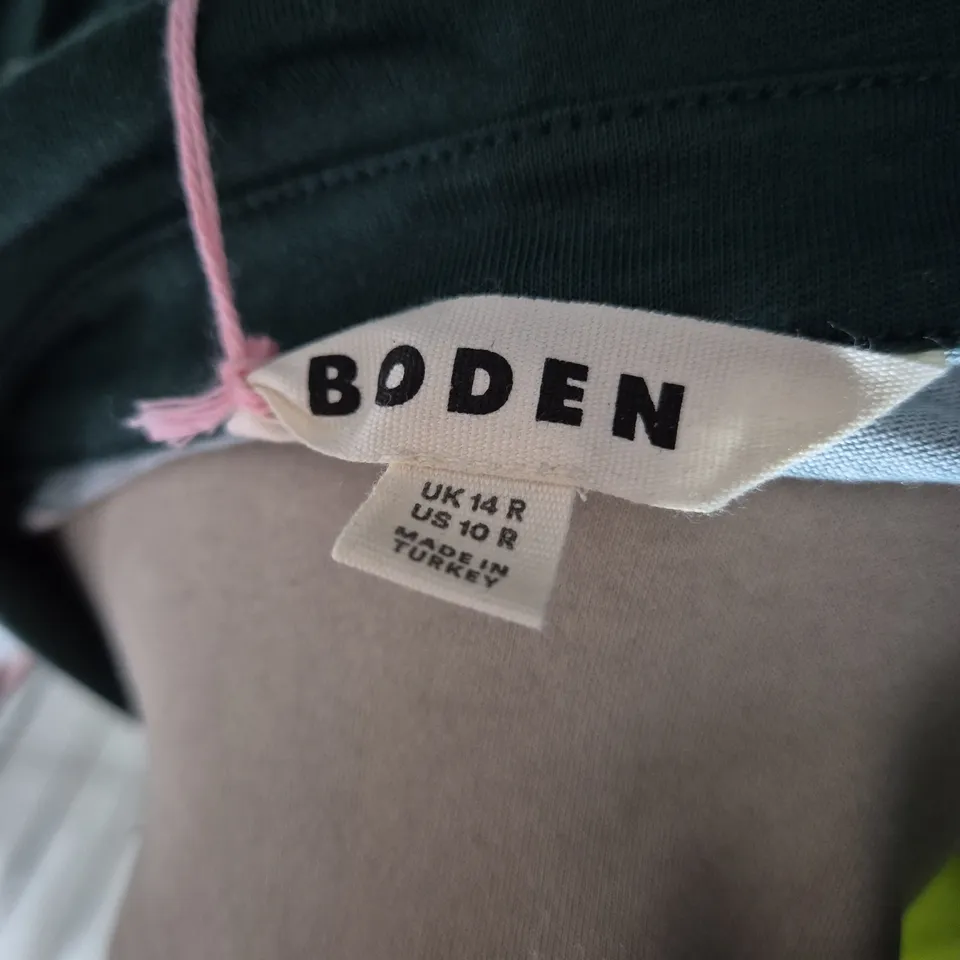 BODEN
UK 14 R
US 10 R
MADE IN
TURKEY